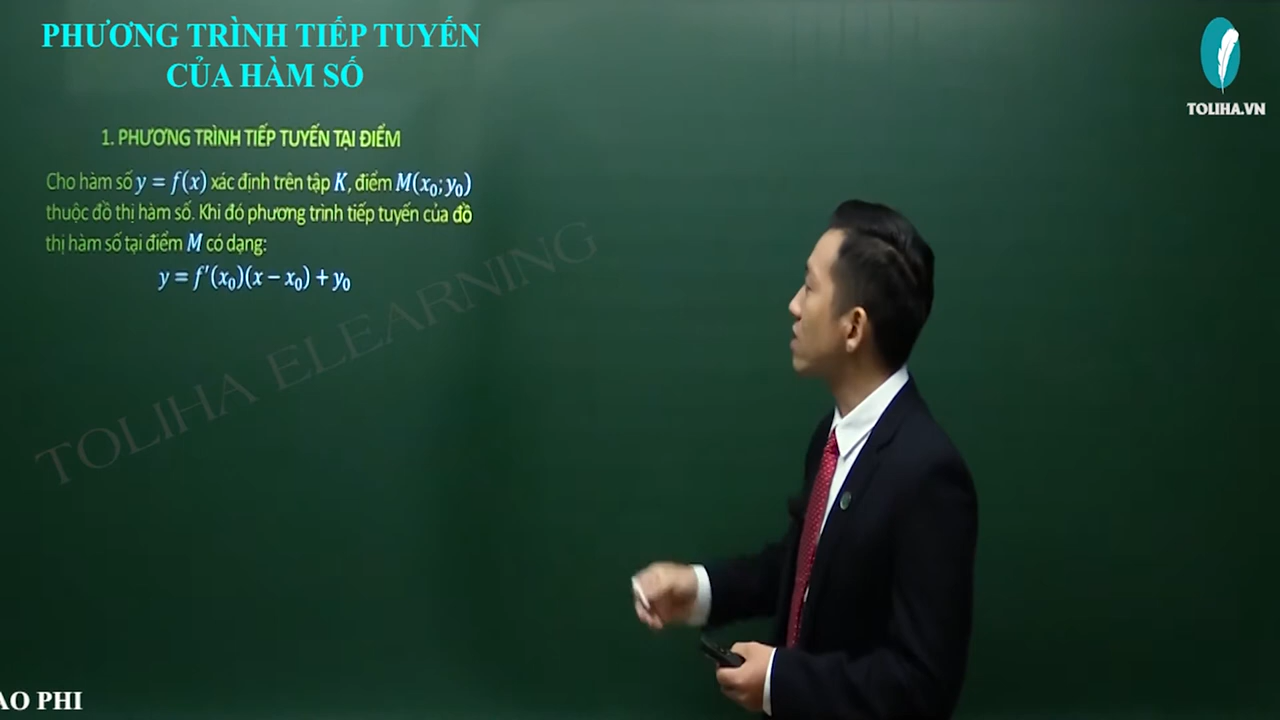 PHƯƠNG TRÌNH TIẾP TUYẾN
CỦA HÀM SỐ
TOLIHA.VN
1. PHƯƠNG TRÌNH TIẾP TUYẾN TẠI ĐIỂM
Cho hàm số y = f(x) xác định trên tập K, điểm M(x₀; y₀)
thuộc đồ thị hàm số. Khi đó phương trình tiếp tuyến của đồ
thị hàm số tại điểm M có dạng:
y = f′(x₀)(x − x₀) + y₀
TOLIHA ELEARNING
AO PHI